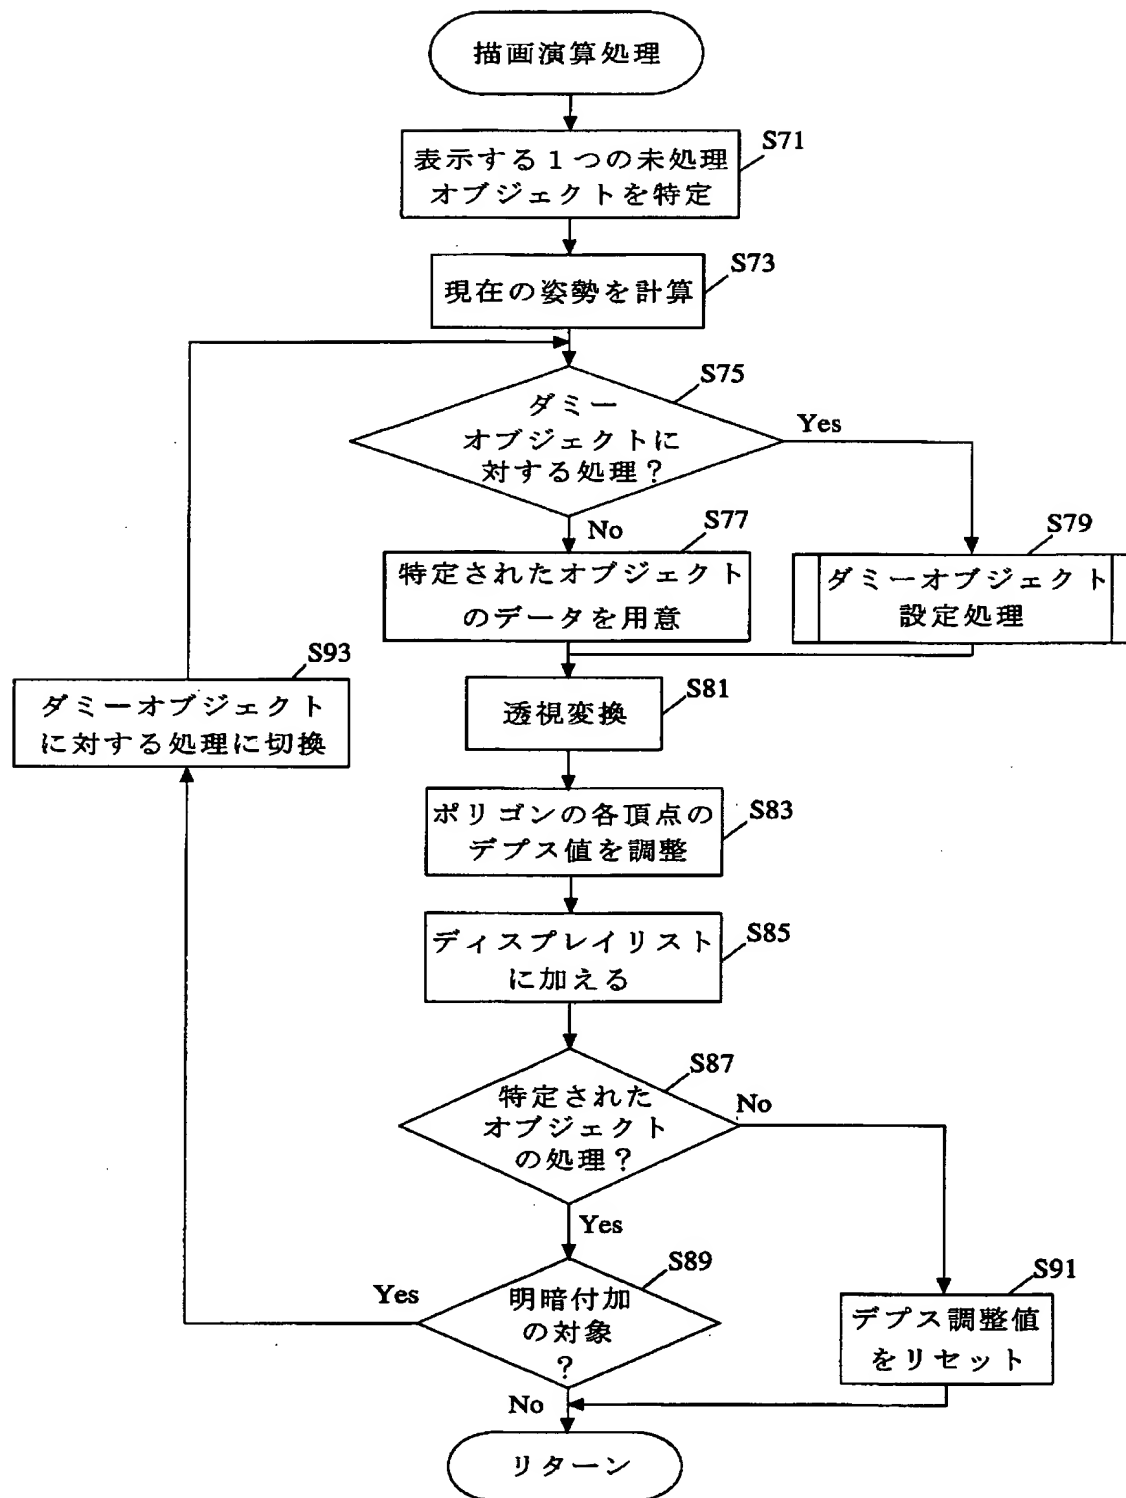 描画演算処理
S71
表示する１つの未処理
オブジェクトを特定
S73
現在の姿勢を計算
S75
ダミー
オブジェクトに
対する処理？
Yes
No
S77
特定されたオブジェクト
のデータを用意
S79
ダミーオブジェクト
設定処理
S93
ダミーオブジェクト
に対する処理に切換
S81
透視変換
S83
ポリゴンの各頂点の
デプス値を調整
S85
ディスプレイリスト
に加える
S87
特定された
オブジェクト
の処理？
No
Yes
S89
明暗付加
の対象
？
Yes
No
S91
デプス調整値
をリセット
リターン